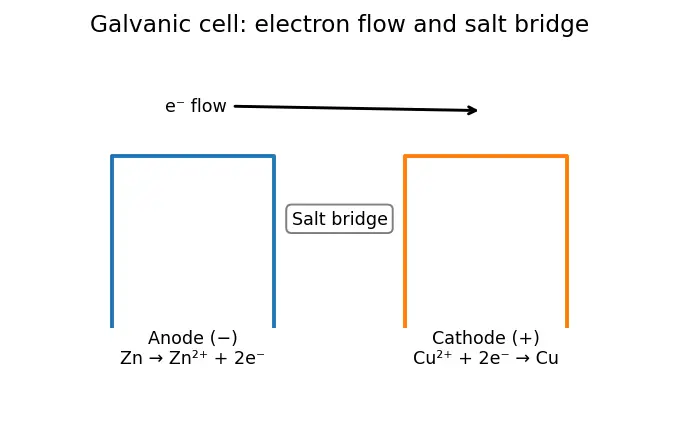 Galvanic cell: electron flow and salt bridge
e⁻ flow
Salt bridge
Anode (−)
Zn → Zn²⁺ + 2e⁻
Cathode (+)
Cu²⁺ + 2e⁻ → Cu